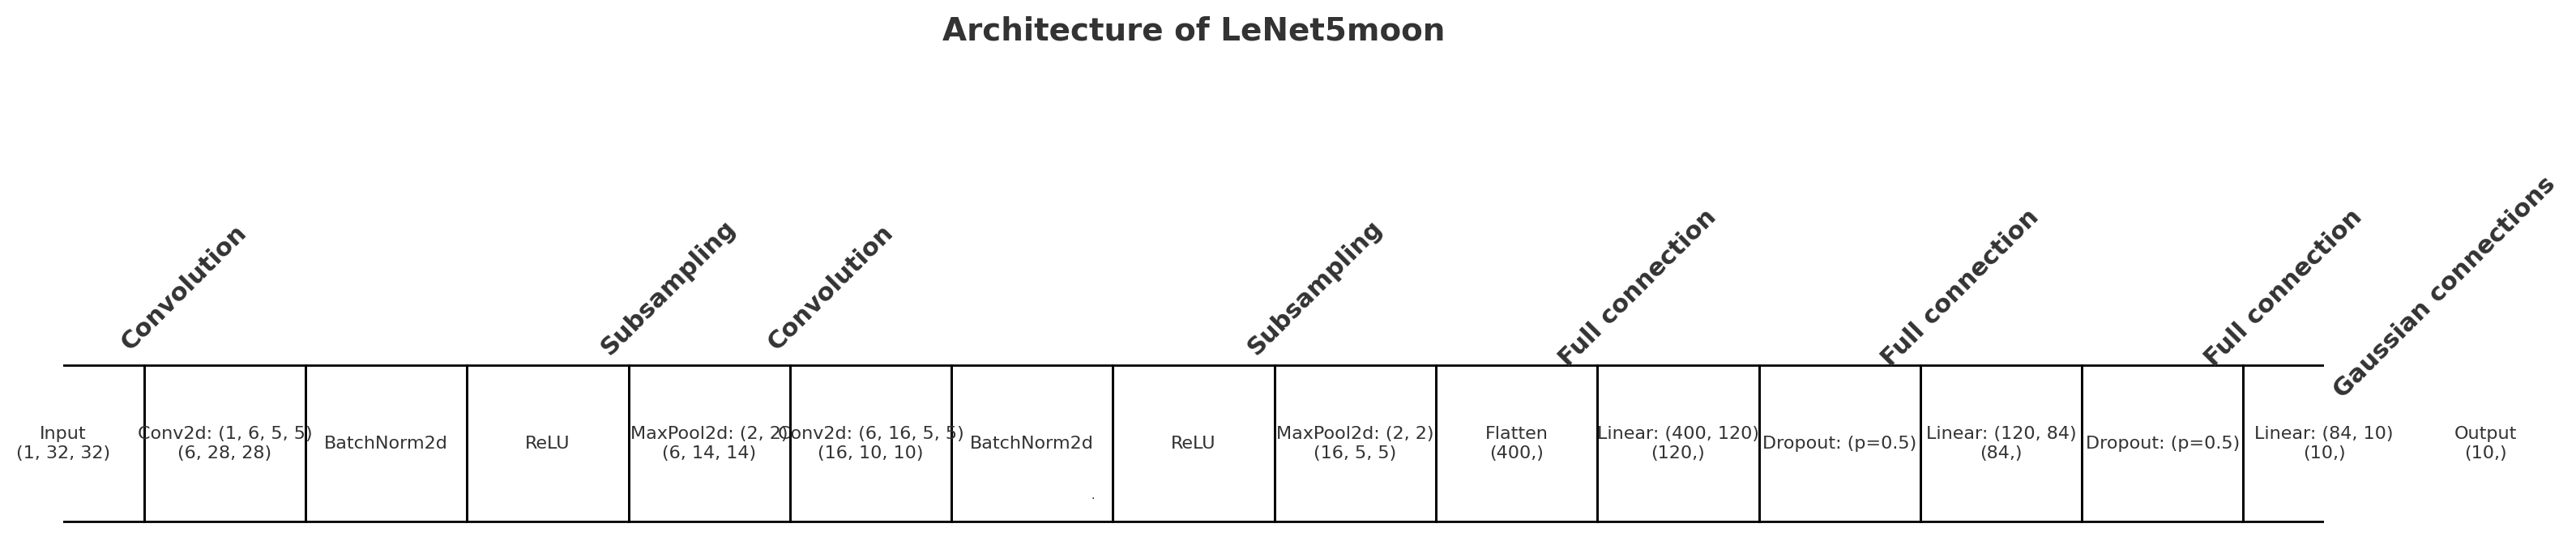 Architecture of LeNet5moon
Convolution
Subsampling
Convolution
Subsampling
Full connection
Full connection
Full connection
Gaussian connections
Input
(1, 32, 32)
Conv2d: (1, 6, 5, 5)
(6, 28, 28)
BatchNorm2d
ReLU
MaxPool2d: (2, 2)
(6, 14, 14)
Conv2d: (6, 16, 5, 5)
(16, 10, 10)
BatchNorm2d
ReLU
MaxPool2d: (2, 2)
(16, 5, 5)
Flatten
(400,)
Linear: (400, 120)
(120,)
Dropout: (p=0.5)
Linear: (120, 84)
(84,)
Dropout: (p=0.5)
Linear: (84, 10)
(10,)
Output
(10,)